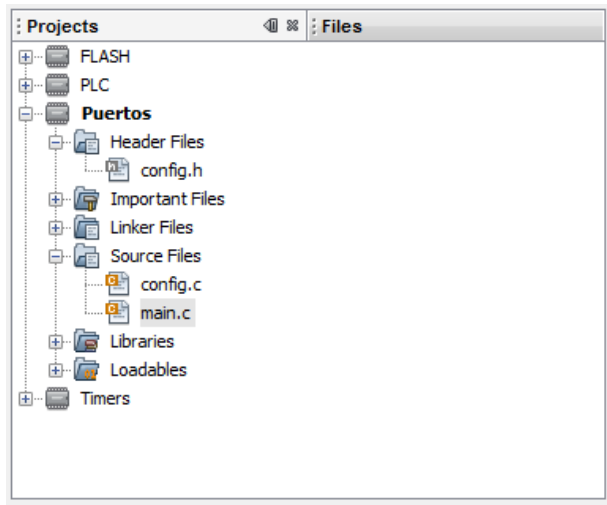 Projects Files
FLASH
PLC
Puertos
Header Files
config.h
Important Files
Linker Files
Source Files
config.c
main.c
Libraries
Loadables
Timers